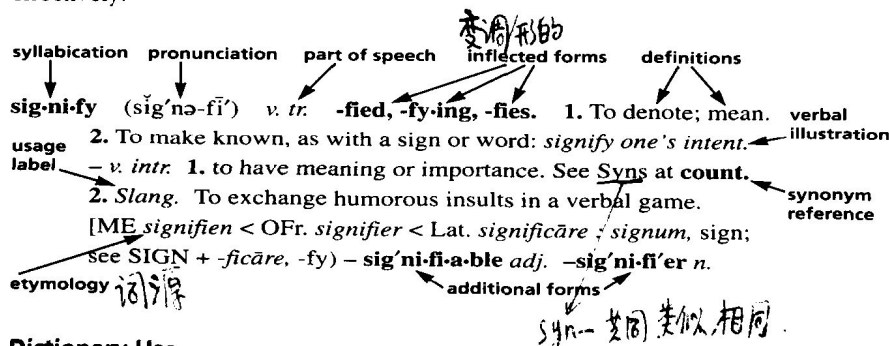 变调/形的
syllabication pronunciation part of speech inflected forms definitions
sig·ni·fy (sĭg′nə-fī′) v. tr. -fied, -fy·ing, -fies. 1. To denote; mean.
verbal illustration
2. To make known, as with a sign or word: signify one's intent.
usage label
– v. intr. 1. to have meaning or importance. See Syns at count.
synonym reference
2. Slang. To exchange humorous insults in a verbal game.
[ME signifien < OFr. signifier < Lat. significāre : signum, sign;
see SIGN + -ficāre, -fy) – sig′ni·fi·a·ble adj. –sig′ni·fi′er n.
etymology 词源 additional forms
syn— 共同 类似 相同.